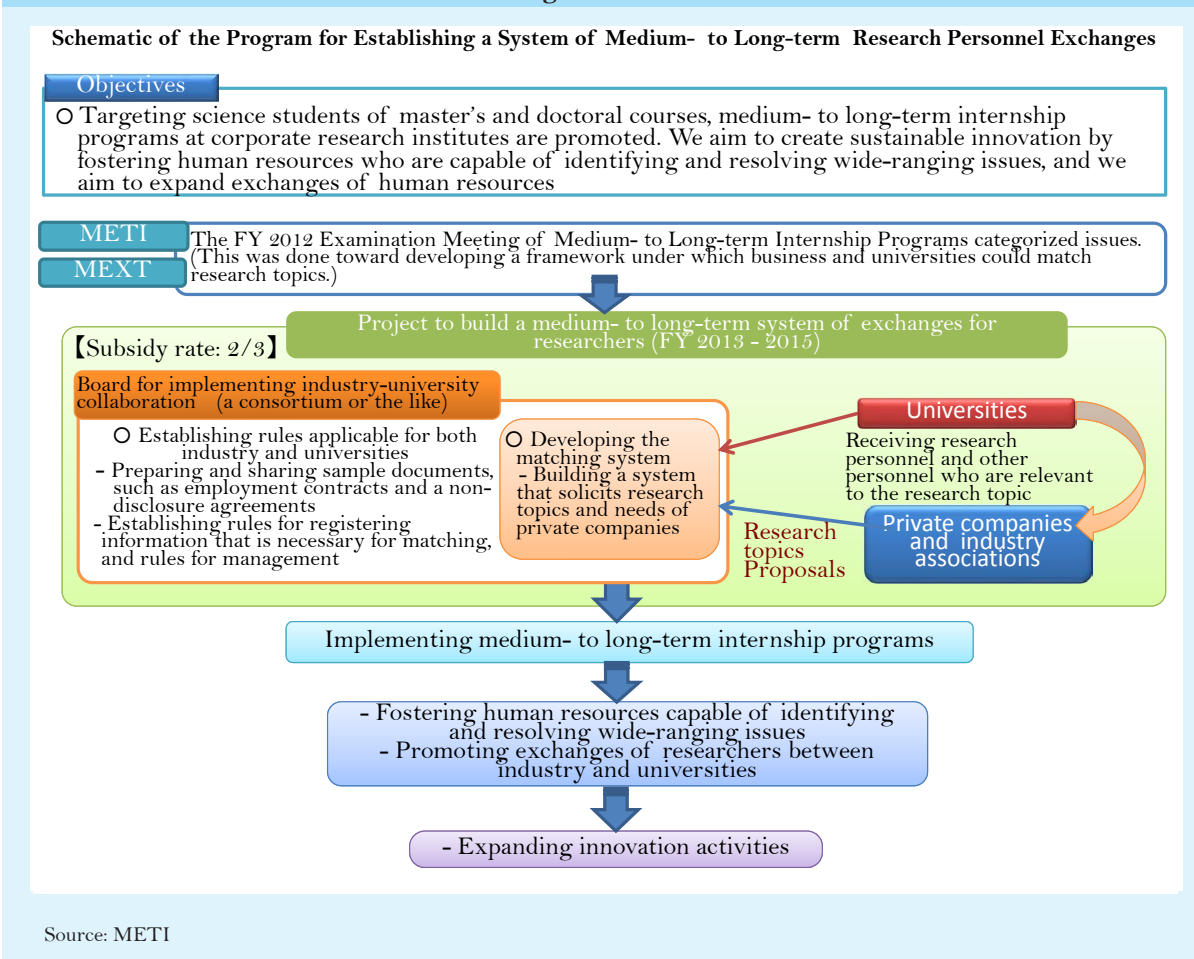 Schematic of the Program for Establishing a System of Medium- to Long-term Research Personnel Exchanges
Objectives
○ Targeting science students of master's and doctoral courses, medium- to long-term internship
programs at corporate research institutes are promoted. We aim to create sustainable innovation by
fostering human resources who are capable of identifying and resolving wide-ranging issues, and we
aim to expand exchanges of human resources
METI
MEXT
The FY 2012 Examination Meeting of Medium- to Long-term Internship Programs categorized issues.
(This was done toward developing a framework under which business and universities could match
research topics.)
Project to build a medium- to long-term system of exchanges for
researchers (FY 2013 - 2015)
【Subsidy rate: 2/3】
Board for implementing industry-university
collaboration (a consortium or the like)
○ Establishing rules applicable for both
industry and universities
- Preparing and sharing sample documents,
such as employment contracts and a non-
disclosure agreements
- Establishing rules for registering
information that is necessary for matching,
and rules for management
○ Developing the
matching system
- Building a system
that solicits research
topics and needs of
private companies
Universities
Receiving research
personnel and other
personnel who are relevant
to the research topic
Private companies
and industry
associations
Research
topics
Proposals
Implementing medium- to long-term internship programs
- Fostering human resources capable of identifying
and resolving wide-ranging issues
- Promoting exchanges of researchers between
industry and universities
- Expanding innovation activities
Source: METI